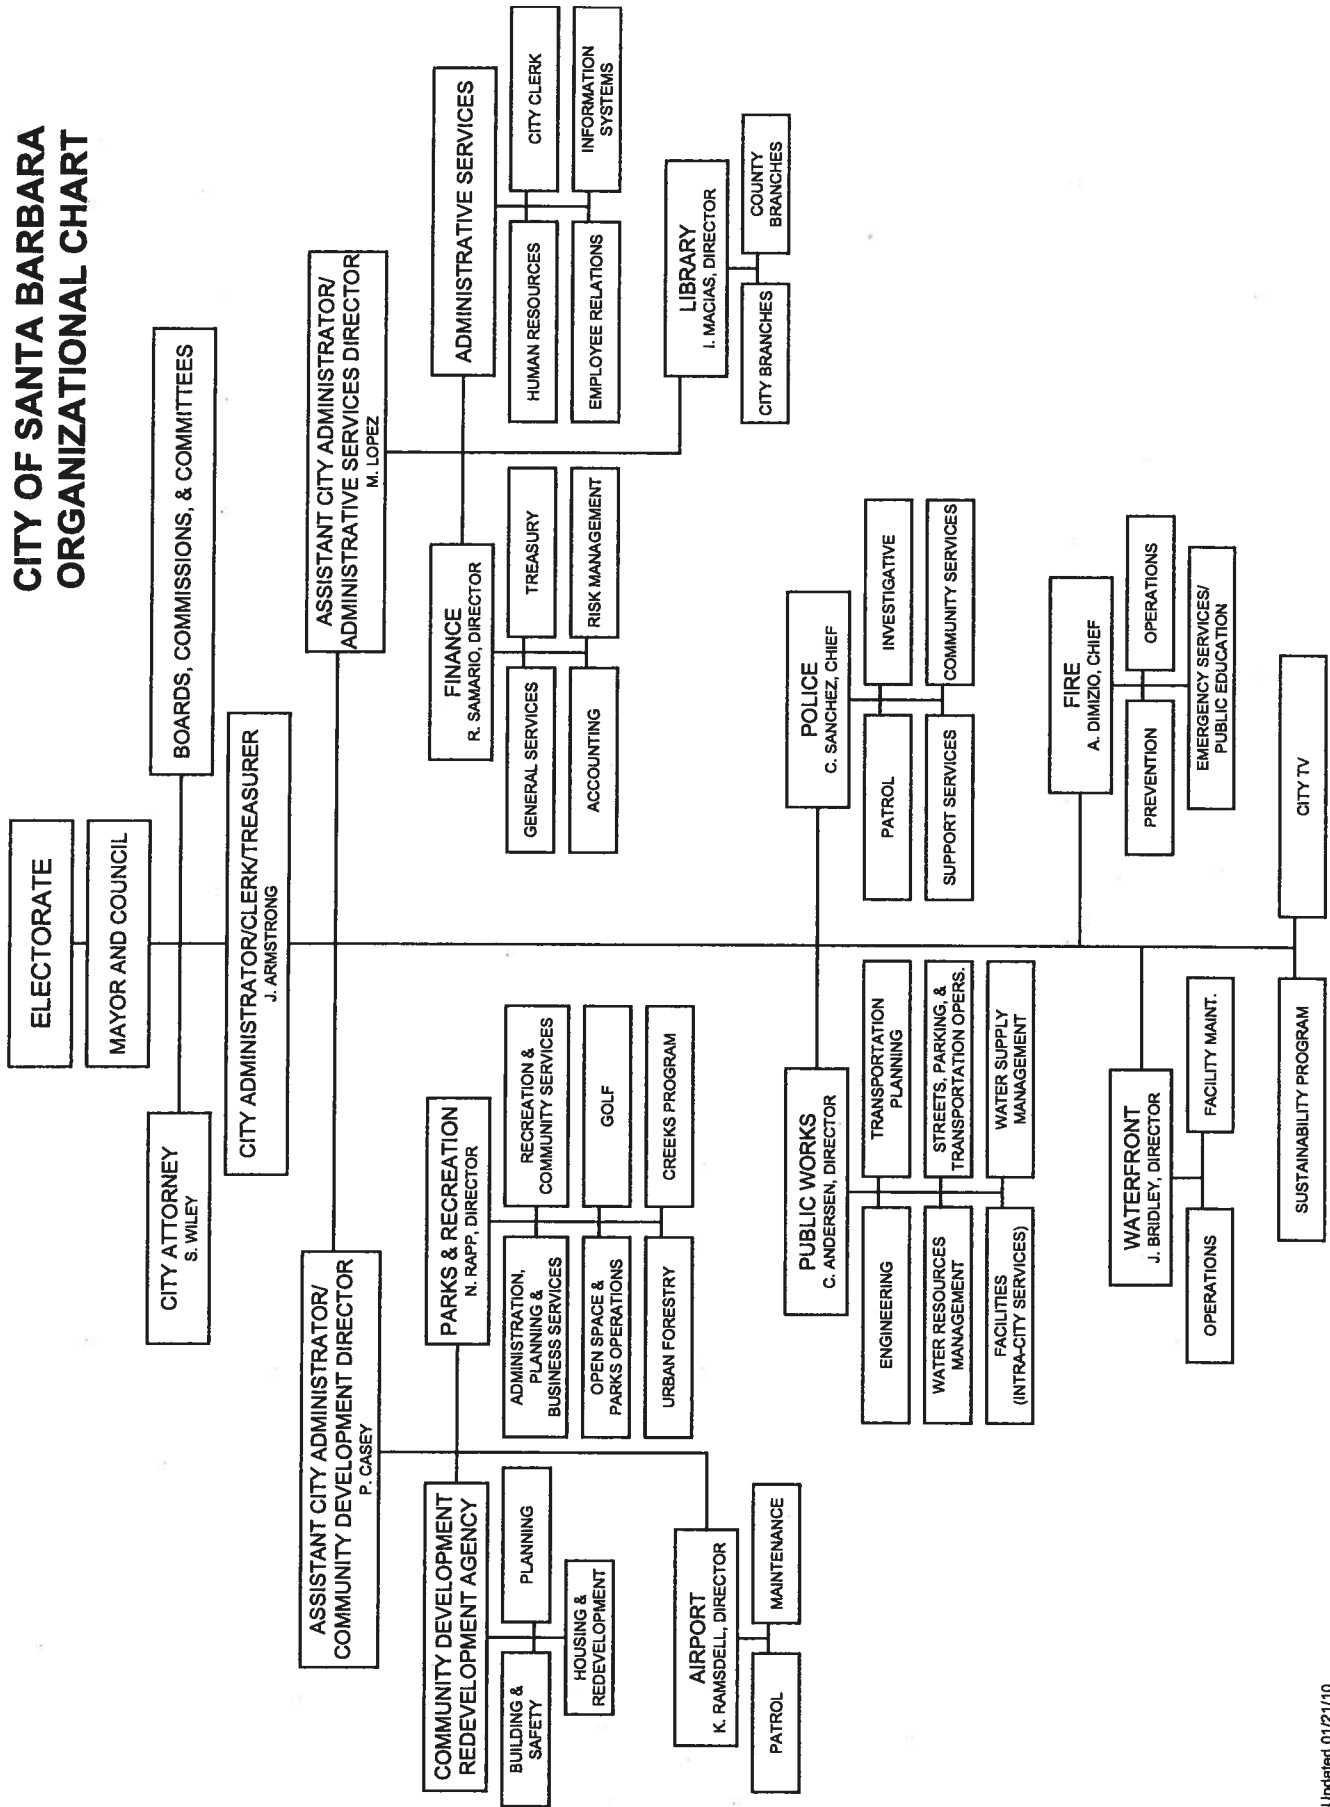 CITY OF SANTA BARBARA
ORGANIZATIONAL CHART
ELECTORATE
MAYOR AND COUNCIL
CITY ATTORNEY
S. WILEY
BOARDS, COMMISSIONS, & COMMITTEES
CITY ADMINISTRATOR/CLERK/TREASURER
J. ARMSTRONG
ASSISTANT CITY ADMINISTRATOR/
COMMUNITY DEVELOPMENT DIRECTOR
P. CASEY
ASSISTANT CITY ADMINISTRATOR/
ADMINISTRATIVE SERVICES DIRECTOR
M. LOPEZ
COMMUNITY DEVELOPMENT
REDEVELOPMENT AGENCY
BUILDING &
SAFETY
PLANNING
HOUSING &
REDEVELOPMENT
PARKS & RECREATION
N. RAPP, DIRECTOR
ADMINISTRATION,
PLANNING &
BUSINESS SERVICES
RECREATION &
COMMUNITY SERVICES
OPEN SPACE &
PARKS OPERATIONS
GOLF
URBAN FORESTRY
CREEKS PROGRAM
FINANCE
R. SAMARIO, DIRECTOR
GENERAL SERVICES
TREASURY
ACCOUNTING
RISK MANAGEMENT
ADMINISTRATIVE SERVICES
HUMAN RESOURCES
CITY CLERK
EMPLOYEE RELATIONS
INFORMATION
SYSTEMS
AIRPORT
K. RAMSDELL, DIRECTOR
PATROL
MAINTENANCE
LIBRARY
I. MACIAS, DIRECTOR
CITY BRANCHES
COUNTY
BRANCHES
PUBLIC WORKS
C. ANDERSEN, DIRECTOR
ENGINEERING
TRANSPORTATION
PLANNING
WATER RESOURCES
MANAGEMENT
STREETS, PARKING, &
TRANSPORTATION OPERS.
FACILITIES
(INTRA-CITY SERVICES)
WATER SUPPLY
MANAGEMENT
POLICE
C. SANCHEZ, CHIEF
PATROL
INVESTIGATIVE
SUPPORT SERVICES
COMMUNITY SERVICES
WATERFRONT
J. BRIDLEY, DIRECTOR
OPERATIONS
FACILITY MAINT.
FIRE
A. DIMIZIO, CHIEF
PREVENTION
OPERATIONS
EMERGENCY SERVICES/
PUBLIC EDUCATION
SUSTAINABILITY PROGRAM
CITY TV
Updated 01/21/10